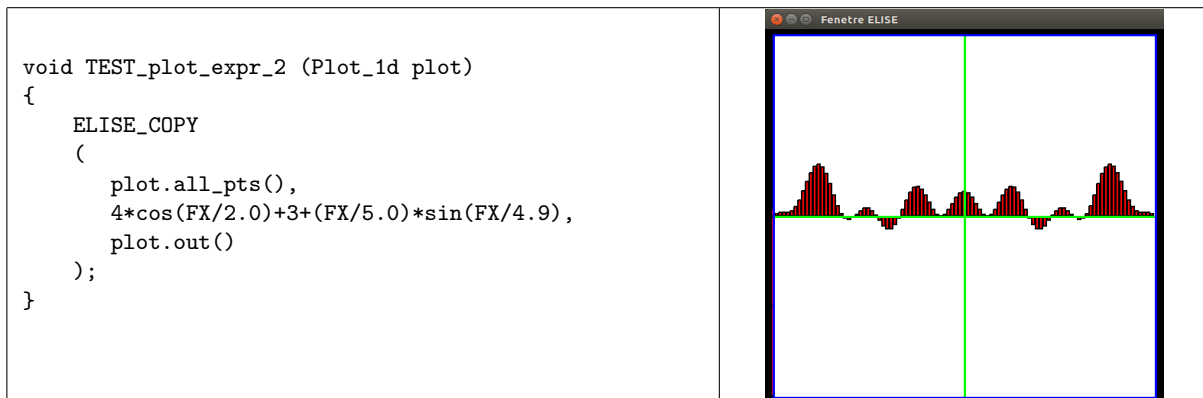 void TEST_plot_expr_2 (Plot_1d plot)
{
    ELISE_COPY
    (
       plot.all_pts(),
       4*cos(FX/2.0)+3+(FX/5.0)*sin(FX/4.9),
       plot.out()
    );
}
Fenetre ELISE